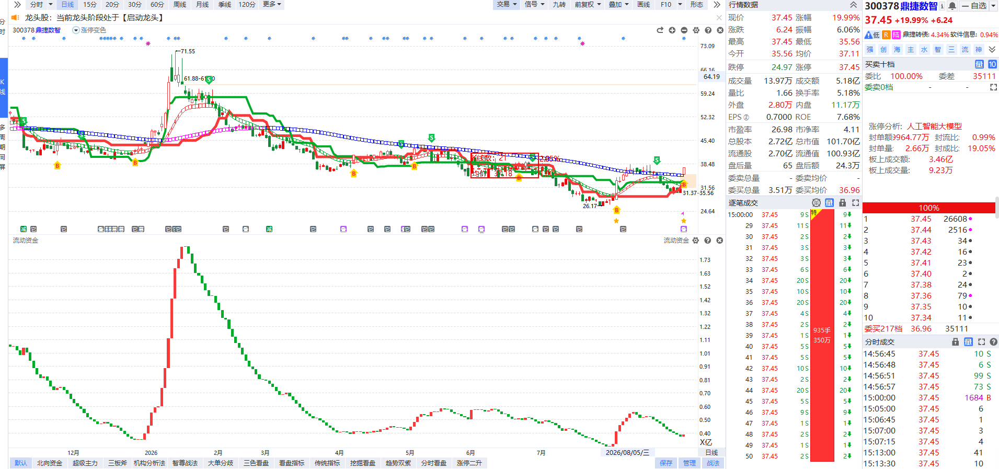 分时 日线 15分 20分 30分 60分 周线 月线 季线 120分 更多 交易 信号 九转 前复权 叠加 画线 F10 形态
龙头股：当前龙头阶段处于【启动龙头】
300378 鼎捷数智 涨停变色
分时
K线
多周期同屏
71.55
61.88-61.
26.17
31.37-35.56
线数: 21
2.95%
均价 37.18
73.09
66.16
64.19
59.24
52.32
45.40
38.48
31.56
24.64
流动资金 流动资金
1.73
1.63
1.52
1.42
1.32
1.22
1.11
1.01
0.91
0.81
0.70
0.60
0.50
0.40
X亿
12月 2026 2月 3月 4月 5月 6月 7月 2026/08/05/三 日线
默认 北向资金 超级主力 三板斧 机构分析法 智尊战法 大单分歧 三色看盘 看盘指标 传统指标 挖掘看盘 趋势双紫 分时看盘 涨停二升 保存 管理 战法
行情数据
现价 37.45 涨幅 19.99%
涨跌 6.24 振幅 6.06%
最高 37.45 最低 35.56
今开 35.56 均价 37.11
跌停 24.97 涨停 37.45
成交量 13.97万 成交额 5.18亿
量比 1.66 换手率 5.18%
外盘 2.80万 内盘 11.17万
EPS② 0.7000 ROE 7.68%
市盈率 26.98 市净率 4.11
总股本 2.72亿 总市值 101.70亿
流通股 2.70亿 流通值 100.93亿
盘后量 65 盘后额 24.3万
委卖总量 - 委卖均价 -
委买总量 3.51万 委买均价 36.96
逐笔成交 单 量
特
15:00:00 37.45 9 S 9
29 37.45 11 S 11
30 37.45 2 S 2
31 37.45 3 S 3
32 37.45 3 S 3
33 37.45 6 S 6
34 37.45 20 S 20
35 37.45 10 S 10
36 37.45 20 S 20
37 37.45 4 S 4
38 37.45 2 S 2
39 37.45 1 S 1
40 37.45 5 S 5
41 37.45 5 S 5
42 37.45 10 S 10
43 37.45 2 S 2
44 37.45 20 S 20
45 37.45 5 S 5
46 37.45 9 S 9
47 37.45 1 S 1
48 37.45 2 S 2
49 37.45 1 S 1
50 37.45 2 S 2
935手
350万
300378 鼎捷数智 自选
37.45 +19.99% +6.24
低 R 陆 鼎捷转债: 4.34% 软件信息: 0.94%
强 创 海 主 水 智 三 流 神
买卖十档 量 10
委比 100.00% 委差 35111
委卖0档 - -
涨停分析: 人工智能大模型
封单额 9964.77万 封流比: 0.99%
封单量: 2.66万 封成比: 19.05%
板上成交额: 3.46亿
板上成交量: 9.23万
100%
1 37.45 26608
2 37.44 2516
3 37.43 34
4 37.42 16
5 37.41 23
6 37.40 2
7 37.38 24
8 37.36 79
9 37.35 10
10 37.34 11
委买217档 36.96 35111
分时成交 量
14:56:45 37.45 10 S
14:56:48 37.45 6 S
14:56:51 37.45 99 S
14:56:57 37.45 73 S
15:00:00 37.45 1684 B
15:05:00 37.45 6
15:06:45 37.45 1
15:07:00 37.45 3
15:07:15 37.45 4
15:13:00 37.45 41
15:13:30 37.45 10